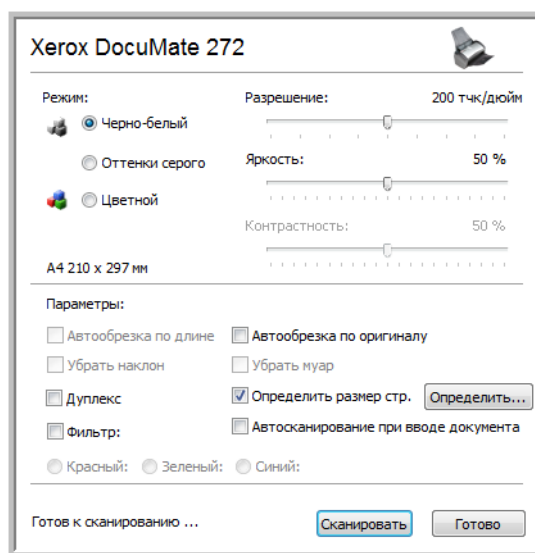 Xerox DocuMate 272
Режим:
Разрешение: 200 тчк/дюйм
Черно-белый
Оттенки серого
Яркость: 50 %
Цветной
Контрастность: 50 %
A4 210 x 297 мм
Параметры:
Автообрезка по длине Автообрезка по оригиналу
Убрать наклон Убрать муар
Дуплекс Определить размер стр. Определить...
Фильтр: Автосканирование при вводе документа
Красный: Зеленый: Синий:
Готов к сканированию ... Сканировать Готово